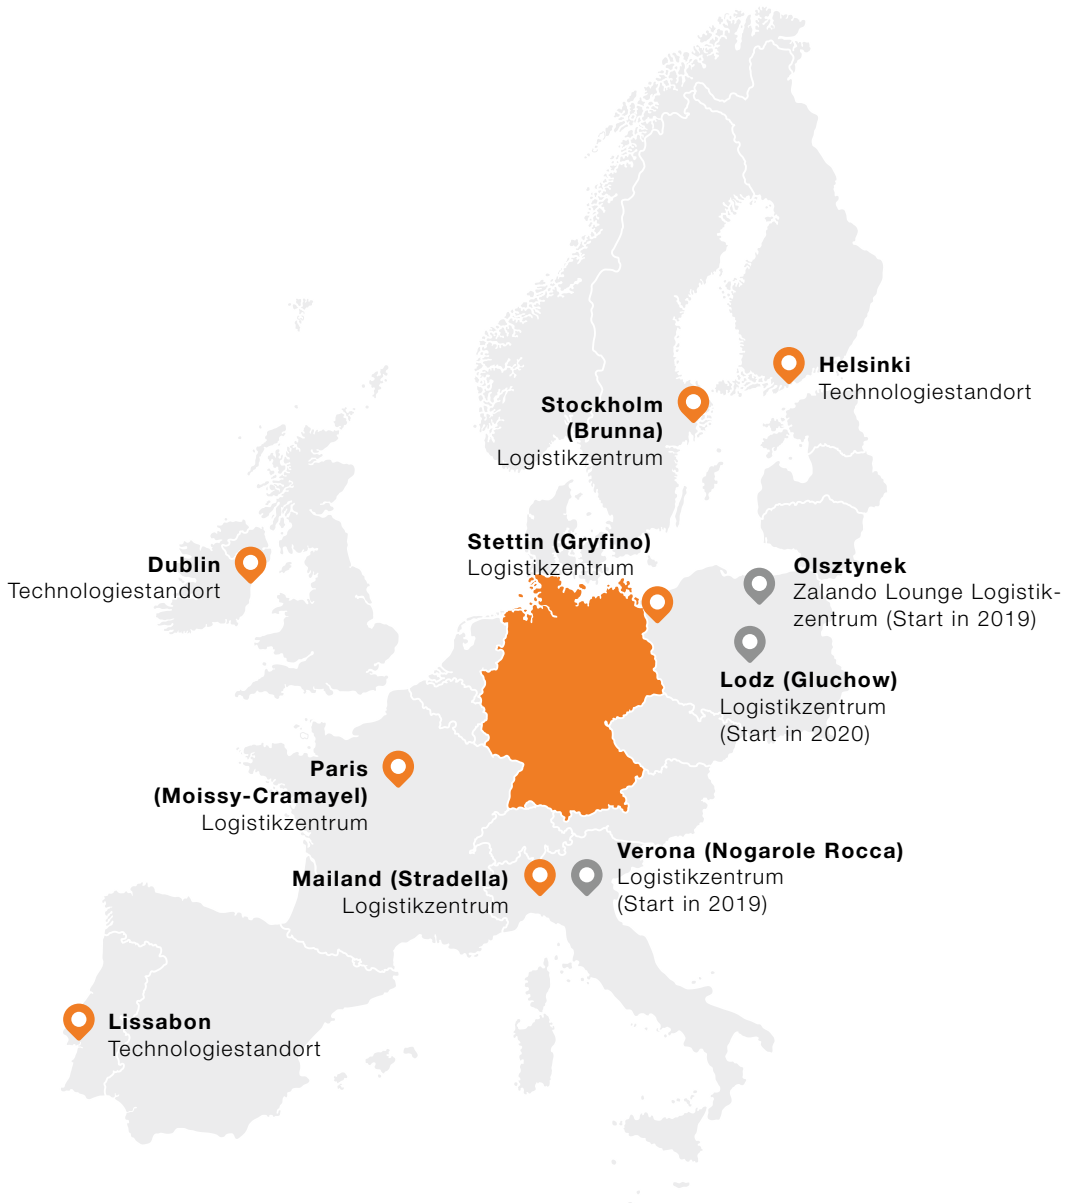 Helsinki
Technologiestandort
Stockholm
(Brunna)
Logistikzentrum
Stettin (Gryfino)
Logistikzentrum
Dublin
Technologiestandort
Olsztynek
Zalando Lounge Logistik-
zentrum (Start in 2019)
Lodz (Gluchow)
Logistikzentrum
(Start in 2020)
Paris
(Moissy-Cramayel)
Logistikzentrum
Verona (Nogarole Rocca)
Logistikzentrum
(Start in 2019)
Mailand (Stradella)
Logistikzentrum
Lissabon
Technologiestandort